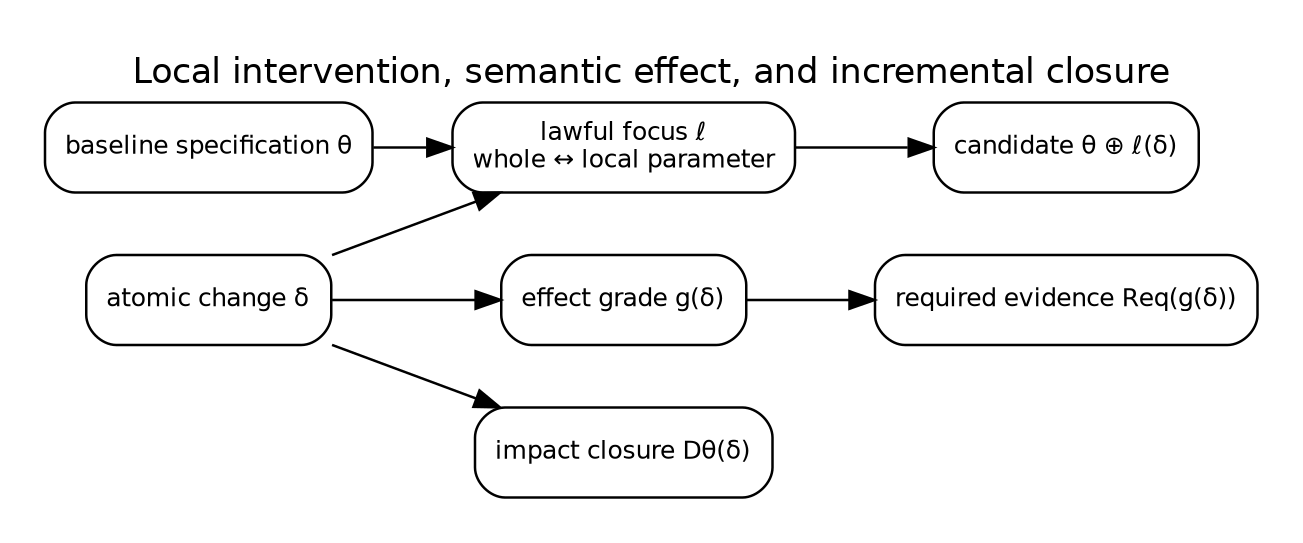 Local intervention, semantic effect, and incremental closure
baseline specification θ
lawful focus ℓ
whole ↔ local parameter
candidate θ ⊕ ℓ(δ)
atomic change δ
effect grade g(δ)
required evidence Req(g(δ))
impact closure Dθ(δ)